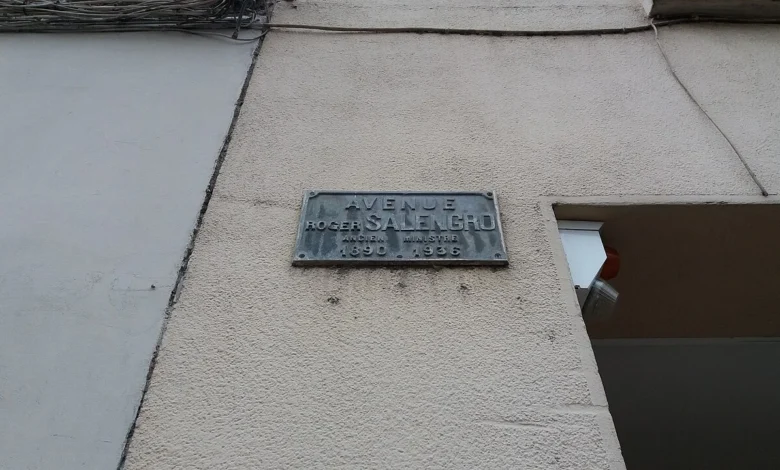 AVENUE
ROGER SALENGRO
ANCIEN MINISTRE
1890 . 1936